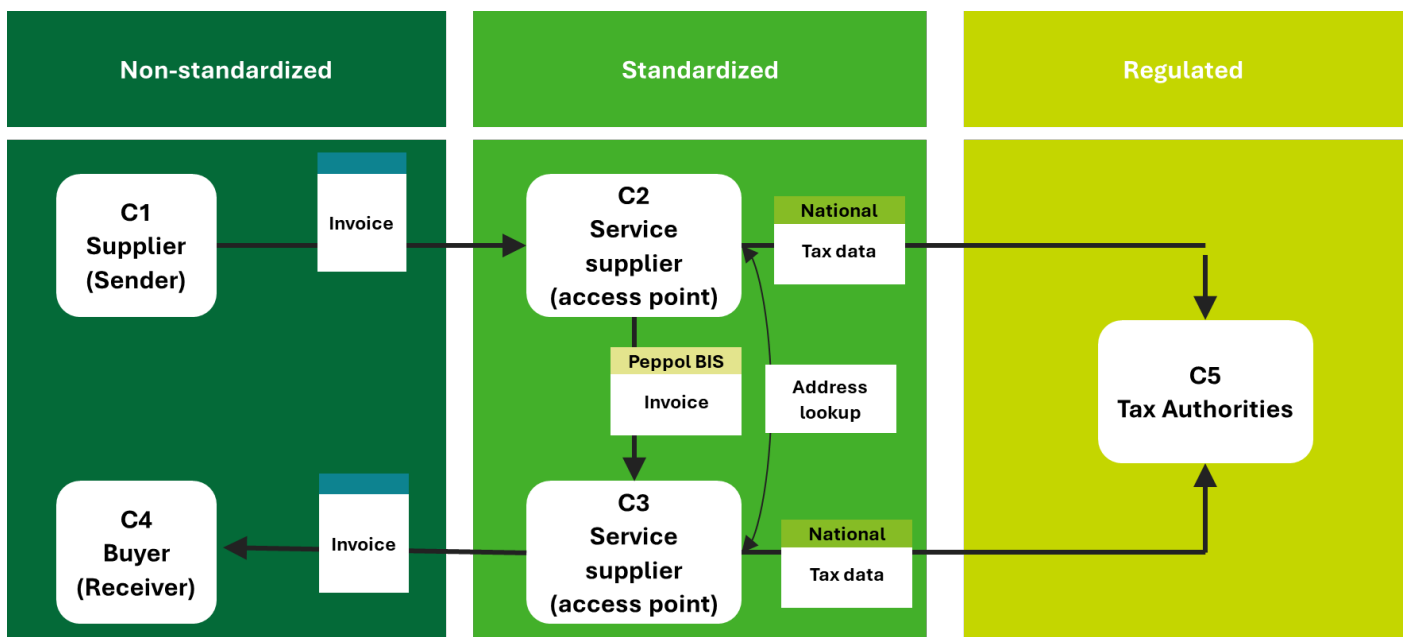 Non-standardized
Standardized
Regulated
C1
Supplier
(Sender)
Invoice
C2
Service
supplier
(access point)
National
Tax data
Peppol BIS
Invoice
Address
lookup
C5
Tax Authorities
C4
Buyer
(Receiver)
Invoice
C3
Service
supplier
(access point)
National
Tax data